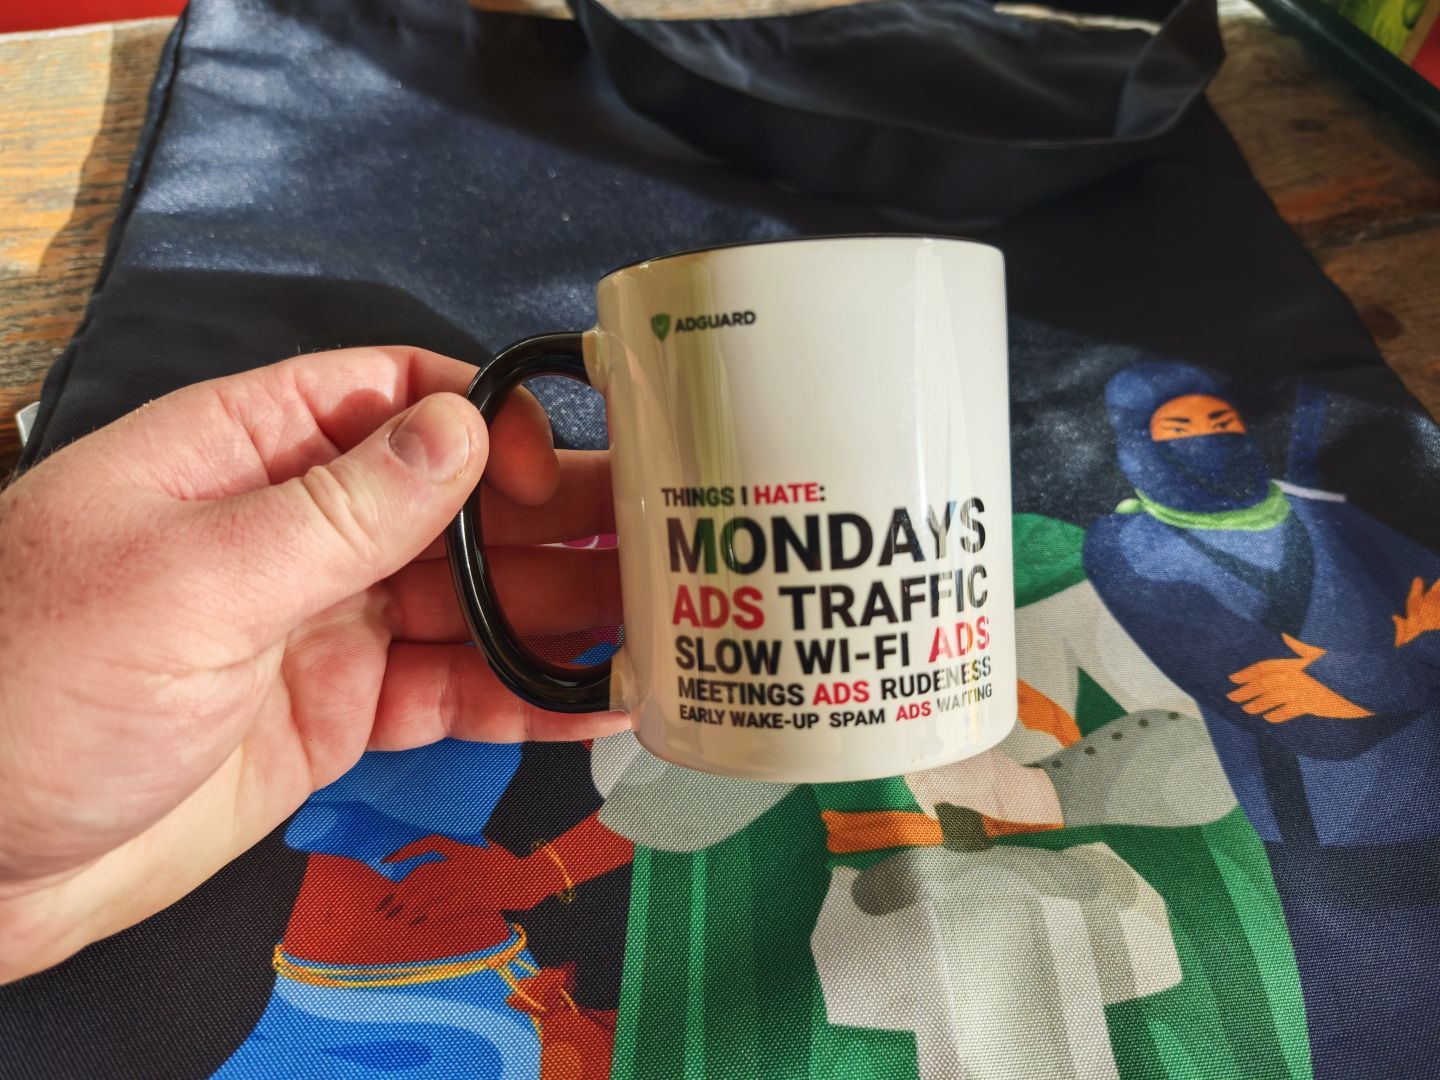 ADGUARD
THINGS I HATE:
MONDAYS
ADS TRAFFIC
SLOW WI-FI ADS
MEETINGS ADS RUDENESS
EARLY WAKE-UP SPAM ADS WAITING